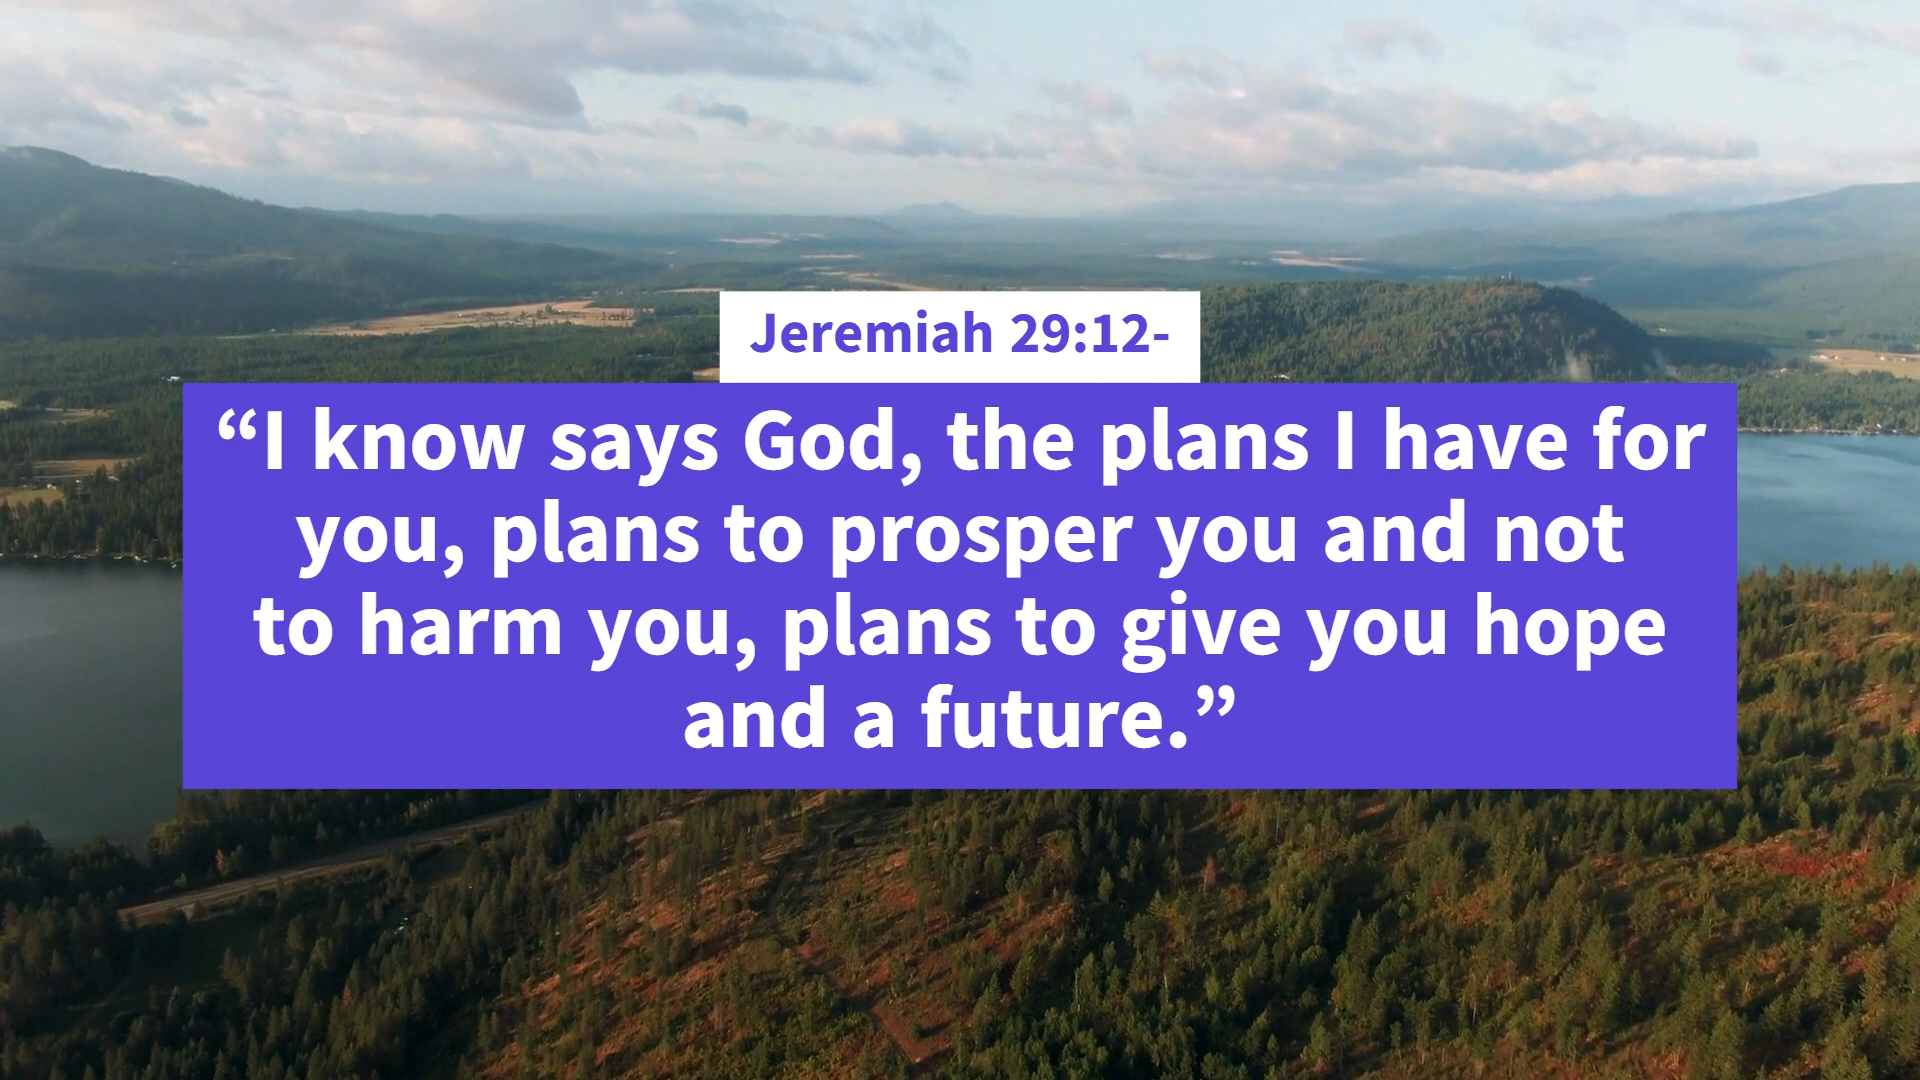 Jeremiah 29:12-
“I know says God, the plans I have for
you, plans to prosper you and not
to harm you, plans to give you hope
and a future.”